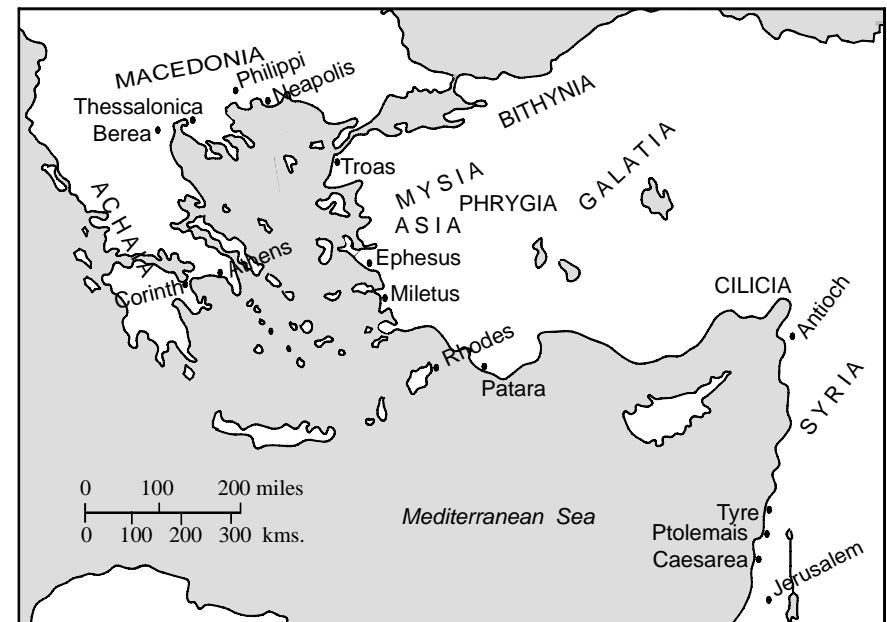 MACEDONIA
Philippi
Neapolis
Thessalonica
Berea
BITHYNIA
Troas
GALATIA
MYSIA
PHRYGIA
ASIA
ACHAIA
Athens
Ephesus
Corinth
Miletus
CILICIA
Antioch
Rhodes
Patara
SYRIA
0 100 200 miles
0 100 200 300 kms.
Mediterranean Sea
Tyre
Ptolemais
Caesarea
Jerusalem